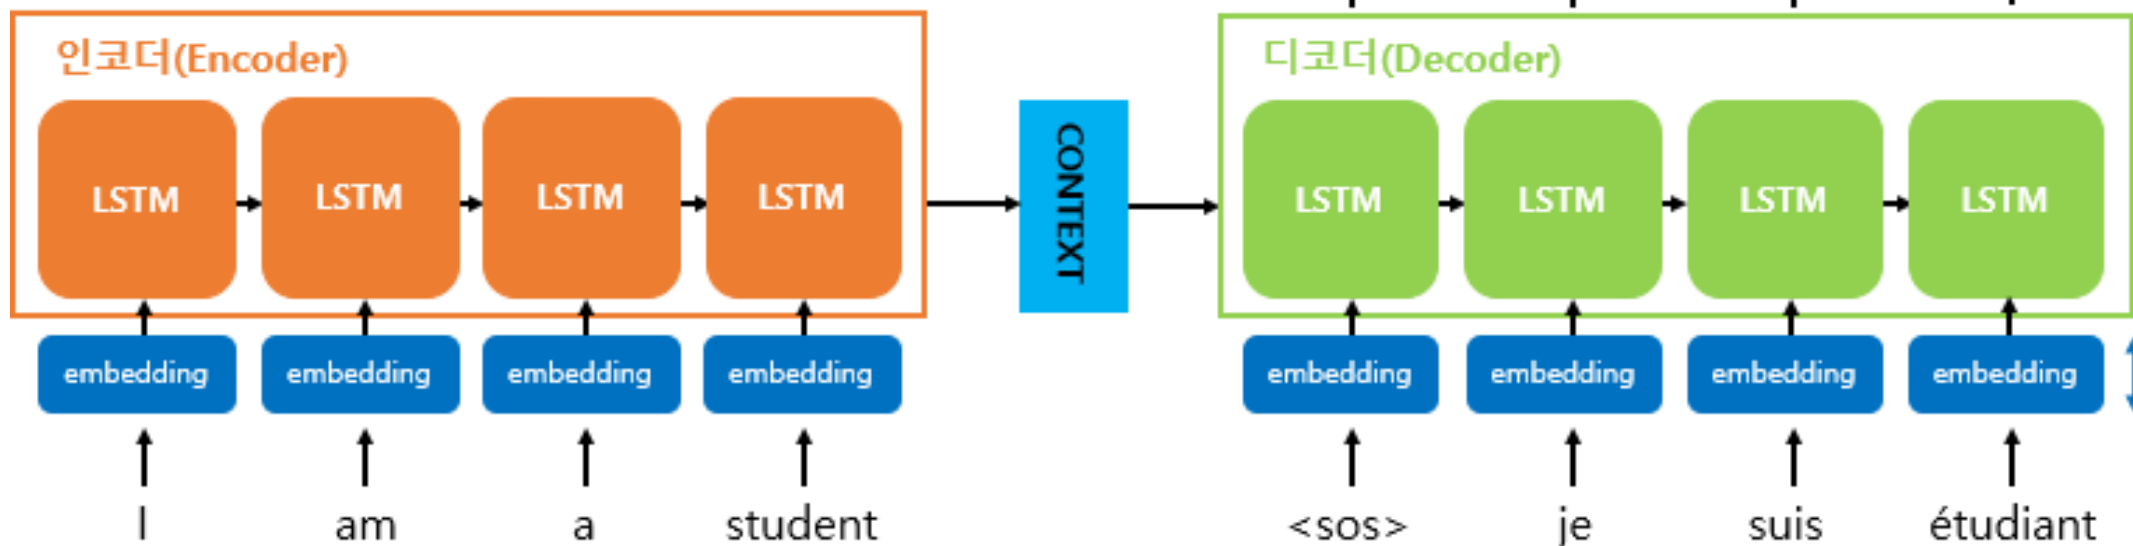 인코더(Encoder)
디코더(Decoder)
LSTM LSTM LSTM LSTM
CONTEXT
LSTM LSTM LSTM LSTM
embedding embedding embedding embedding
embedding embedding embedding embedding
I am a student
<sos> je suis étudiant